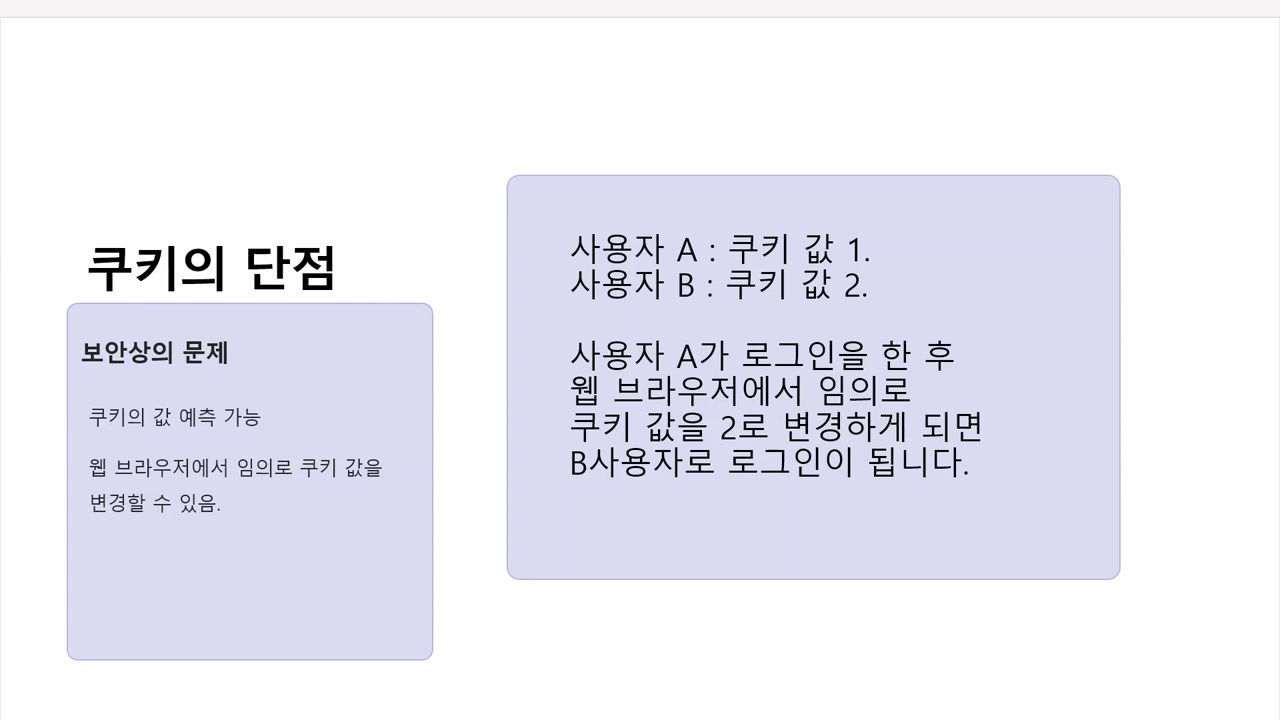 쿠키의 단점
보안상의 문제
쿠키의 값 예측 가능
웹 브라우저에서 임의로 쿠키 값을
변경할 수 있음.
사용자 A : 쿠키 값 1.
사용자 B : 쿠키 값 2.
사용자 A가 로그인을 한 후
웹 브라우저에서 임의로
쿠키 값을 2로 변경하게 되면
B사용자로 로그인이 됩니다.